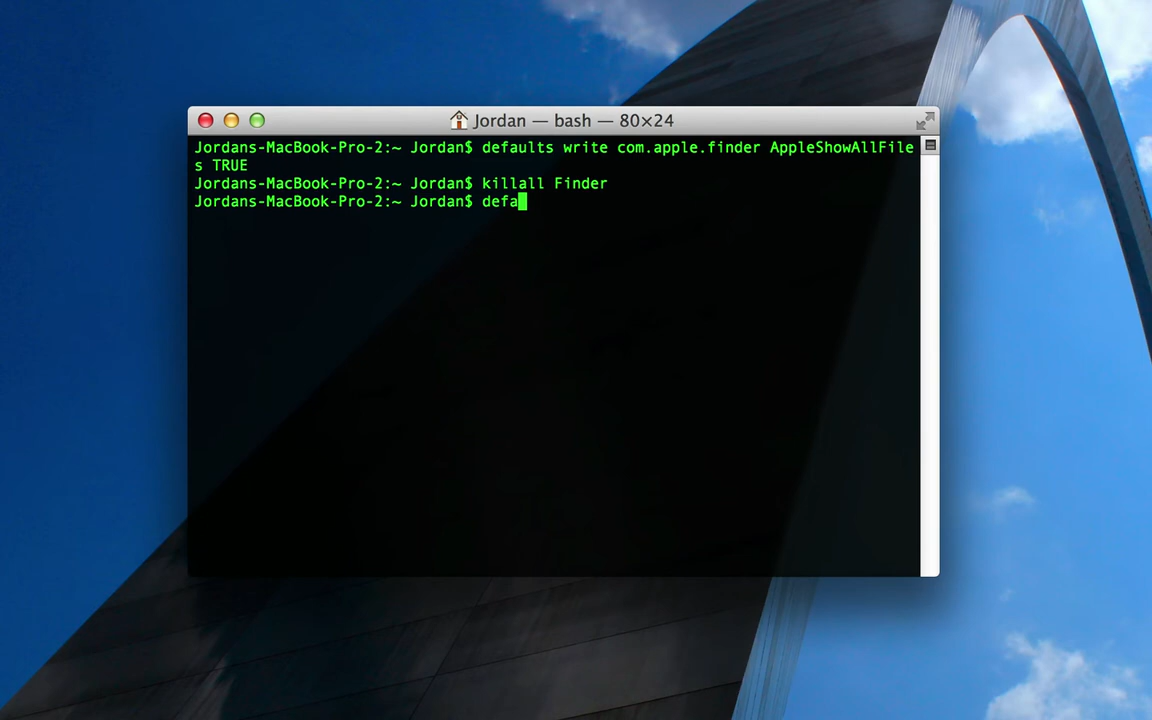 Jordan — bash — 80×24
Jordans-MacBook-Pro-2:~ Jordan$ defaults write com.apple.finder AppleShowAllFile
s TRUE
Jordans-MacBook-Pro-2:~ Jordan$ killall Finder
Jordans-MacBook-Pro-2:~ Jordan$ defa